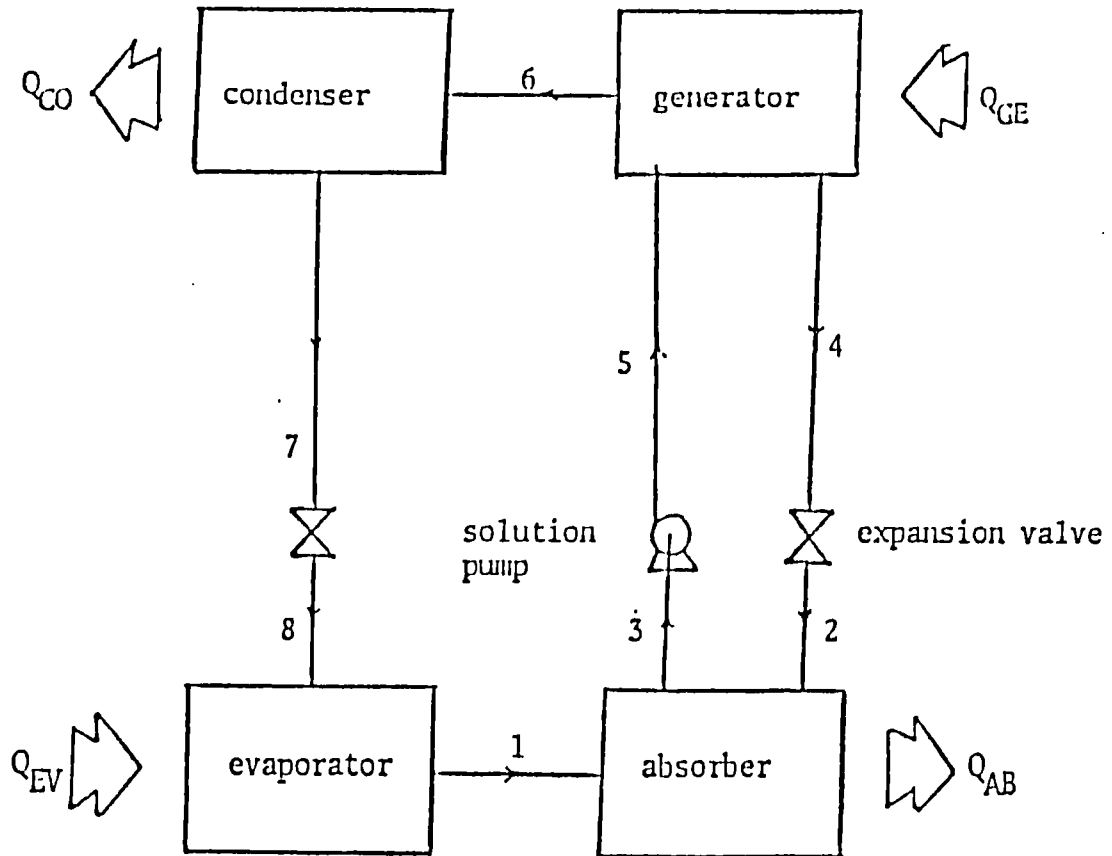 Q_CO
condenser
6
generator
Q_GE
5
4
7
solution
pump
expansion valve
8
3
2
Q_EV
evaporator
1
absorber
Q_AB